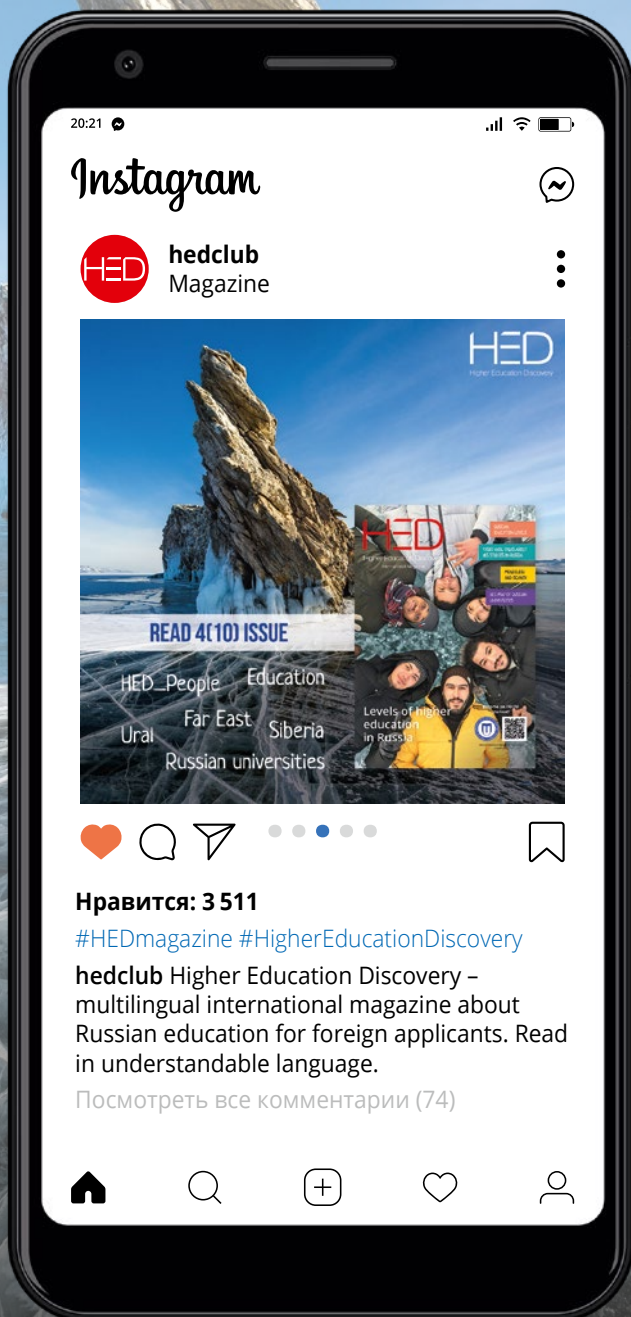 20:21
Instagram
HED
hedclub
Magazine
HED
Higher Education Discovery
HED
READ 4(10) ISSUE
HED_People Education
Ural Far East Siberia
Russian universities
Levels of higher
education
in Russia
Нравится: 3 511
#HEDmagazine #HigherEducationDiscovery
hedclub Higher Education Discovery –
multilingual international magazine about
Russian education for foreign applicants. Read
in understandable language.
Посмотреть все комментарии (74)